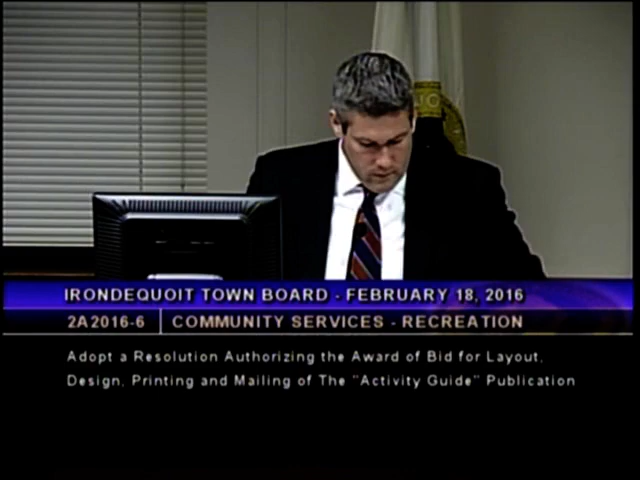 IRONDEQUOIT TOWN BOARD - FEBRUARY 18, 2016
2A2016-6 COMMUNITY SERVICES - RECREATION
Adopt a Resolution Authorizing the Award of Bid for Layout,
Design, Printing and Mailing of The "Activity Guide" Publication